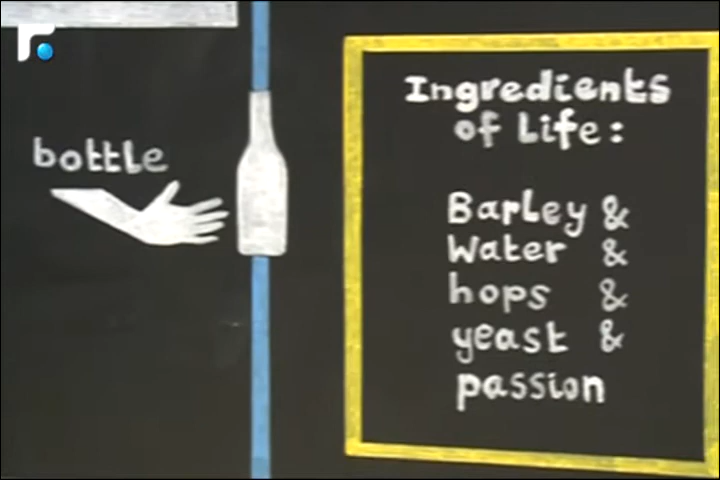 bottle
Ingredients
of Life:
Barley &
Water &
hops &
yeast &
passion